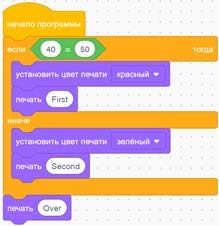 начало программы
если 40 = 50 тогда
установить цвет печати красный
печать First
иначе
установить цвет печати зелёный
печать Second
печать Over